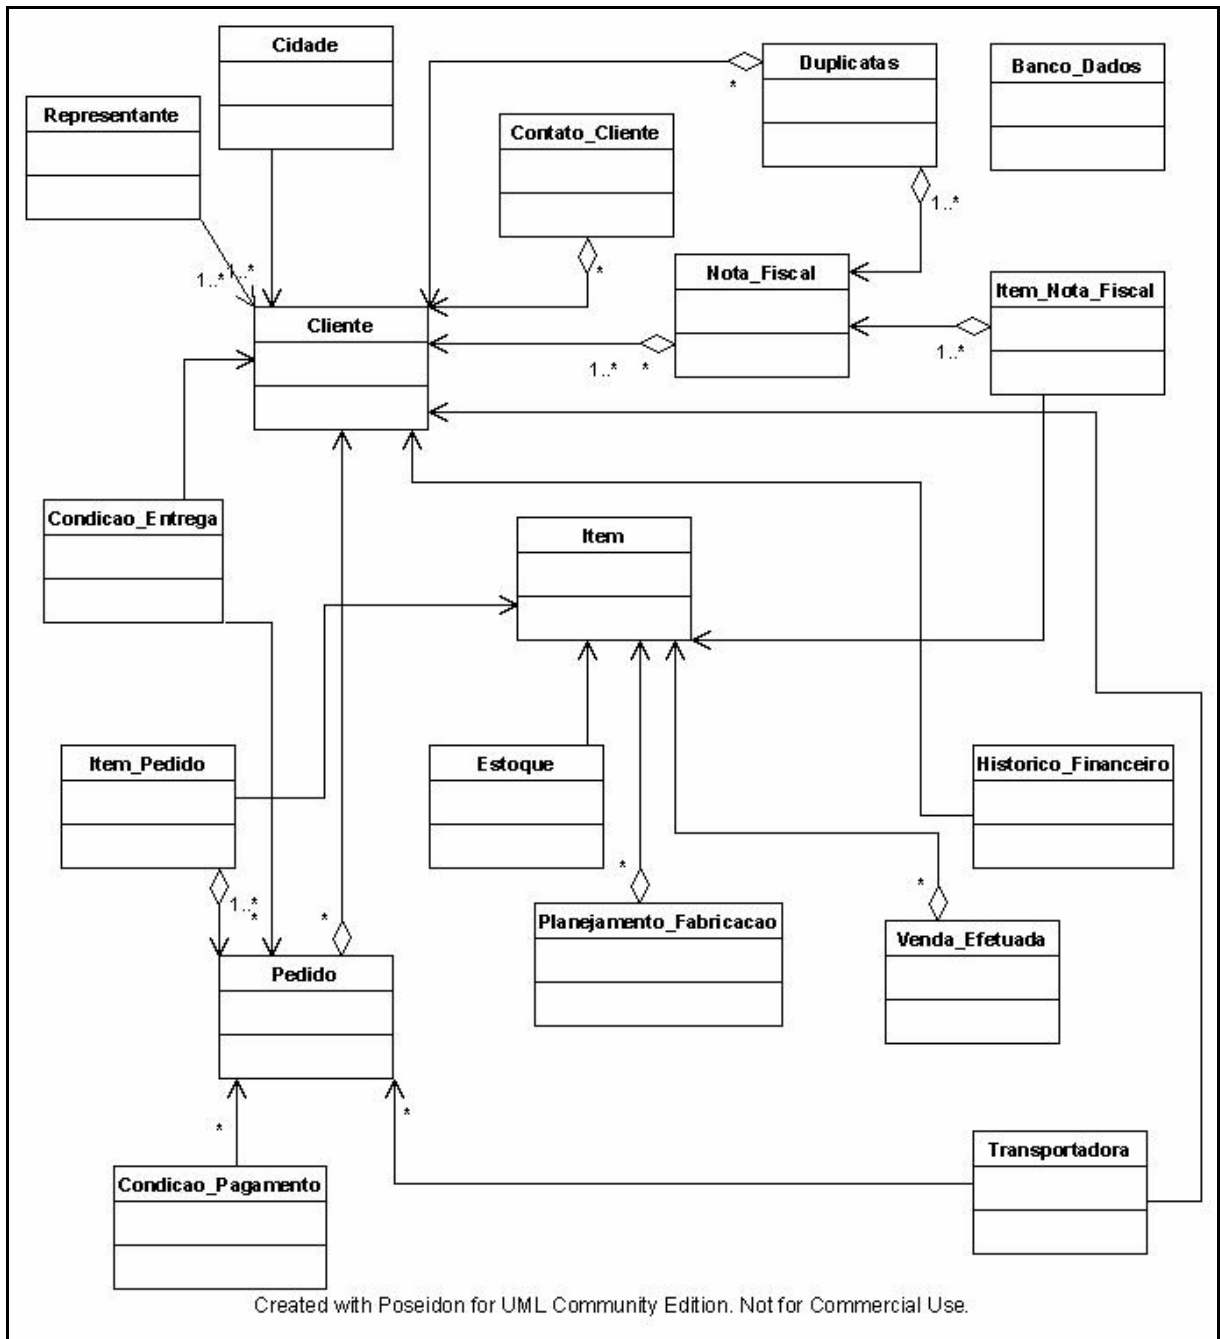 Cidade
Duplicatas
Banco_Dados
*
Representante
Contato_Cliente
1..*
*
Nota_Fiscal
1..*
1..*
Item_Nota_Fiscal
Cliente
1..*
*
1..*
Condicao_Entrega
Item
Item_Pedido
Estoque
Historico_Financeiro
*
*
1..*
*
*
Planejamento_Fabricacao
Venda_Efetuada
Pedido
*
*
Transportadora
Condicao_Pagamento
Created with Poseidon for UML Community Edition. Not for Commercial Use.